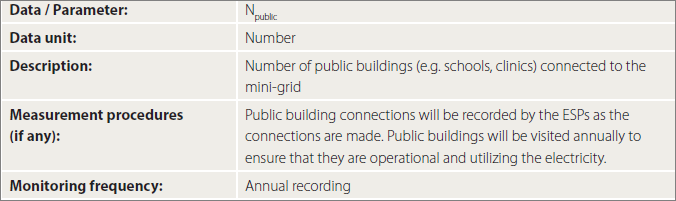 Data / Parameter: Npublic
Data unit: Number
Description: Number of public buildings (e.g. schools, clinics) connected to the
mini-grid
Measurement procedures Public building connections will be recorded by the ESPs as the
(if any): connections are made. Public buildings will be visited annually to
ensure that they are operational and utilizing the electricity.
Monitoring frequency: Annual recording